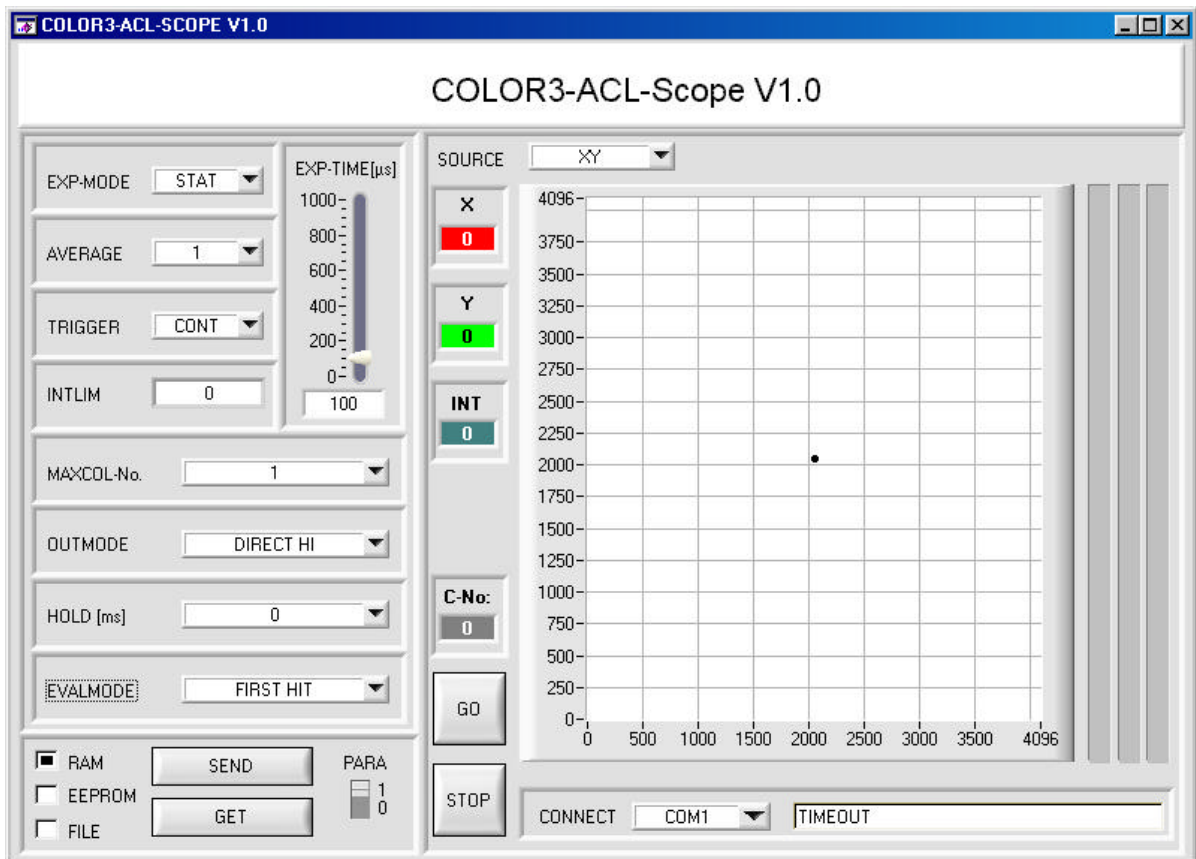 COLOR3-ACL-SCOPE V1.0
COLOR3-ACL-Scope V1.0
EXP-MODE STAT
AVERAGE 1
TRIGGER CONT
INTLIM 0
EXP-TIME[µs]
1000
800
600
400
200
0
100
MAXCOL-No. 1
OUTMODE DIRECT HI
HOLD [ms] 0
EVALMODE FIRST HIT
RAM
EEPROM
FILE
SEND
GET
PARA
1
0
SOURCE XY
X
0
Y
0
INT
0
C-No:
0
GO
STOP
4096
3750
3500
3250
3000
2750
2500
2250
2000
1750
1500
1250
1000
750
500
250
0
0 500 1000 1500 2000 2500 3000 3500 4096
CONNECT COM1 TIMEOUT